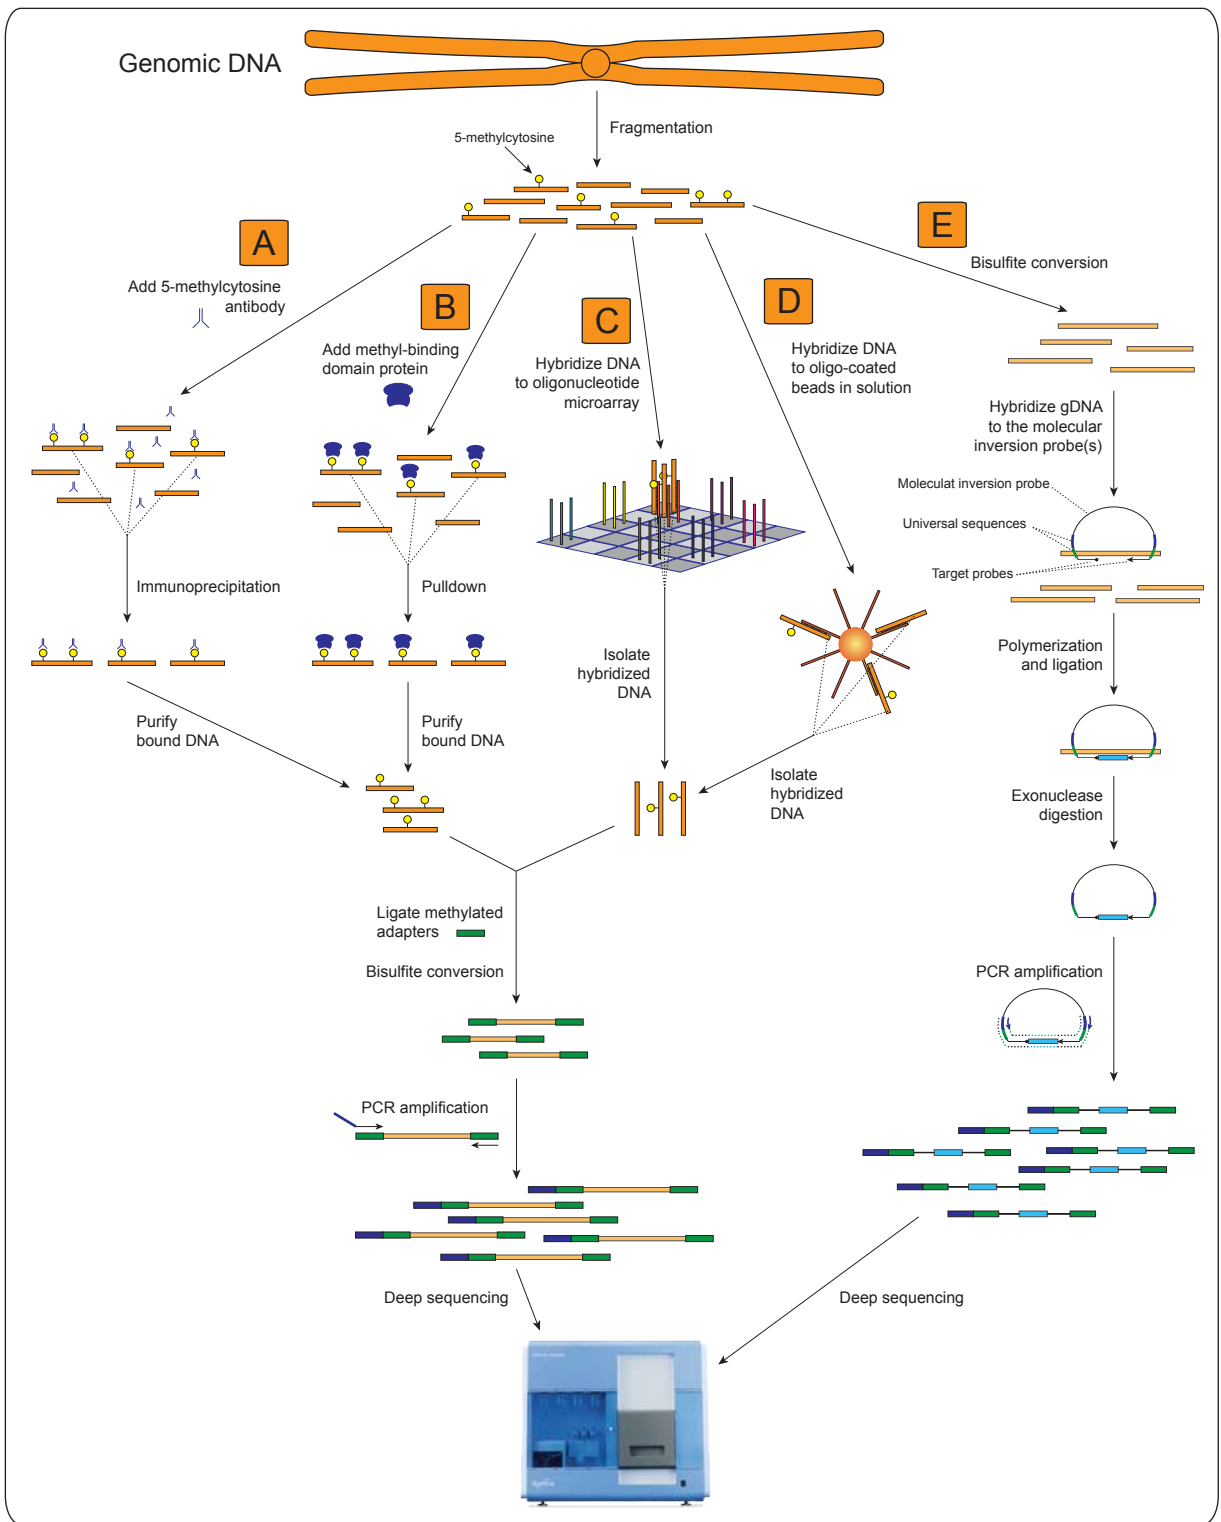 Genomic DNA
Fragmentation
5-methylcytosine
A
Add 5-methylcytosine
antibody
B
Add methyl-binding
domain protein
C
Hybridize DNA
to oligonucleotide
microarray
D
Hybridize DNA
to oligo-coated
beads in solution
E
Bisulfite conversion
Hybridize gDNA
to the molecular
inversion probe(s)
Moleculat inversion probe
Universal sequences
Target probes
Immunoprecipitation
Pulldown
Isolate
hybridized
DNA
Polymerization
and ligation
Purify
bound DNA
Purify
bound DNA
Isolate
hybridized
DNA
Exonuclease
digestion
Ligate methylated
adapters
Bisulfite conversion
PCR amplification
PCR amplification
Deep sequencing
Deep sequencing